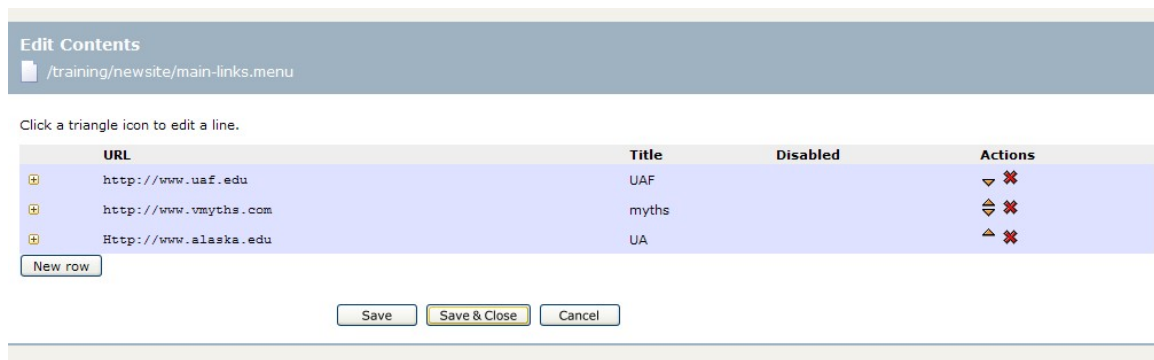 Edit Contents
/training/newsite/main-links.menu
Click a triangle icon to edit a line.
URL Title Disabled Actions
http://www.uaf.edu UAF
http://www.vmyths.com myths
Http://www.alaska.edu UA
New row
Save Save & Close Cancel